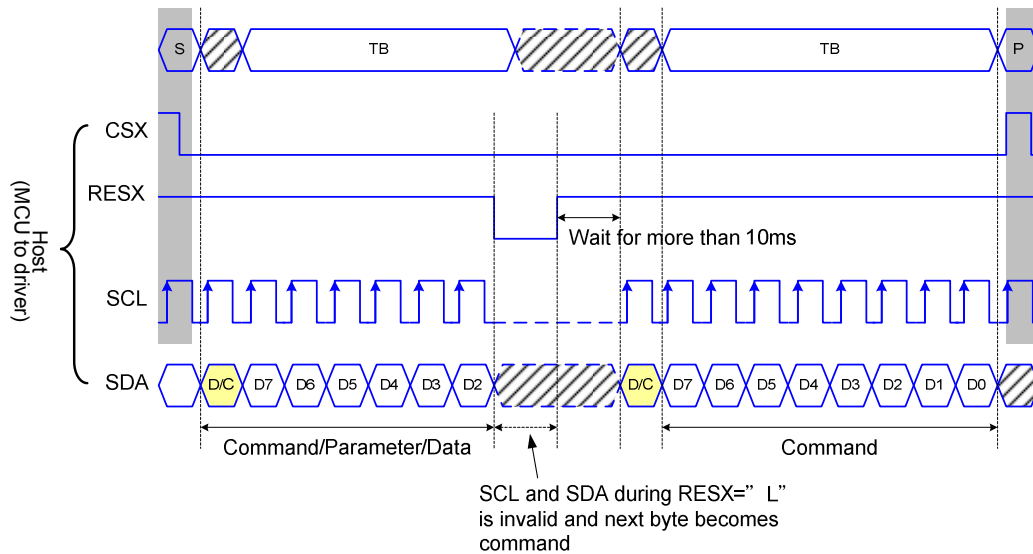 S TB TB P
CSX
RESX
Wait for more than 10ms
Host
(MCU to driver)
SCL
SDA D/C D7 D6 D5 D4 D3 D2 D/C D7 D6 D5 D4 D3 D2 D1 D0
Command/Parameter/Data Command
SCL and SDA during RESX=” L”
is invalid and next byte becomes
command